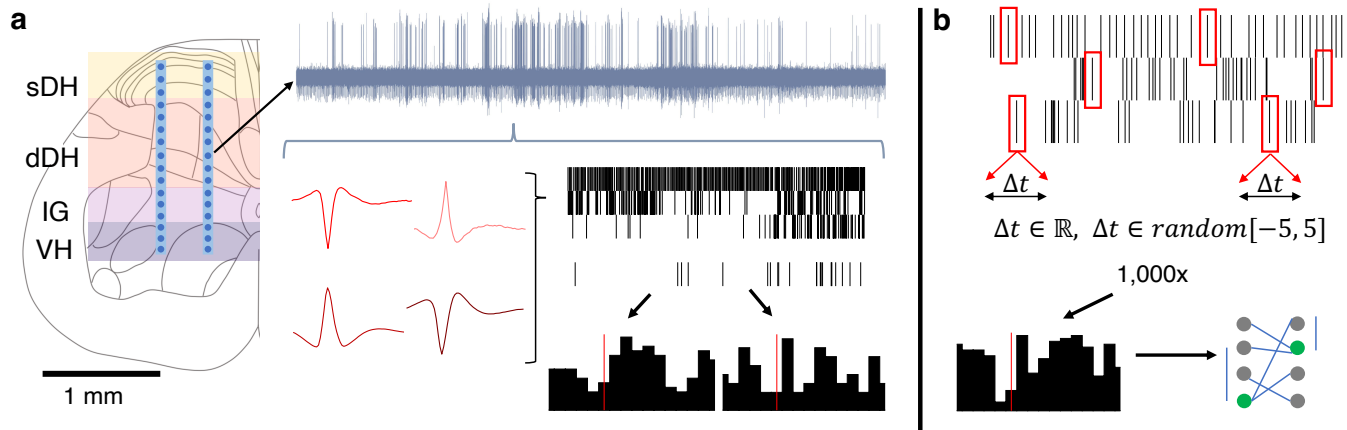 a
sDH
dDH
IG
VH
1 mm
b
Δt Δt
Δt ∈ ℝ, Δt ∈ random[−5, 5]
1,000x